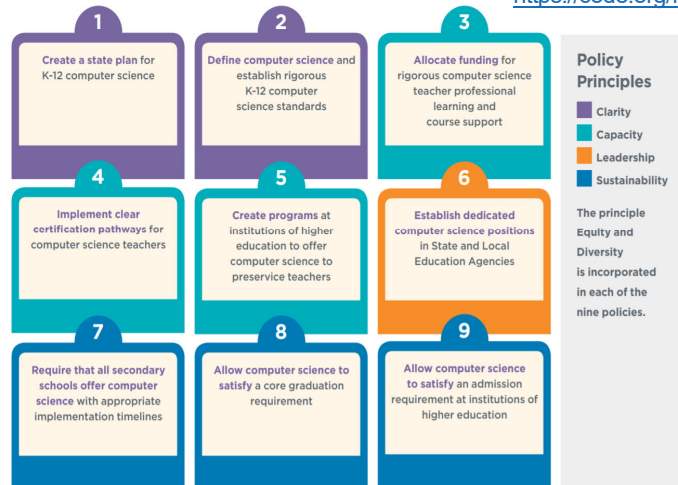 https://code.org/
1
Create a state plan for
K-12 computer science
2
Define computer science and
establish rigorous
K-12 computer
science standards
3
Allocate funding for
rigorous computer science
teacher professional
learning and
course support
4
Implement clear
certification pathways for
computer science teachers
5
Create programs at
institutions of higher
education to offer
computer science to
preservice teachers
6
Establish dedicated
computer science positions
in State and Local
Education Agencies
7
Require that all secondary
schools offer computer
science with appropriate
implementation timelines
8
Allow computer science to
satisfy a core graduation
requirement
9
Allow computer science
to satisfy an admission
requirement at institutions of
higher education
Policy
Principles
Clarity
Capacity
Leadership
Sustainability
The principle
Equity and
Diversity
is incorporated
in each of the
nine policies.